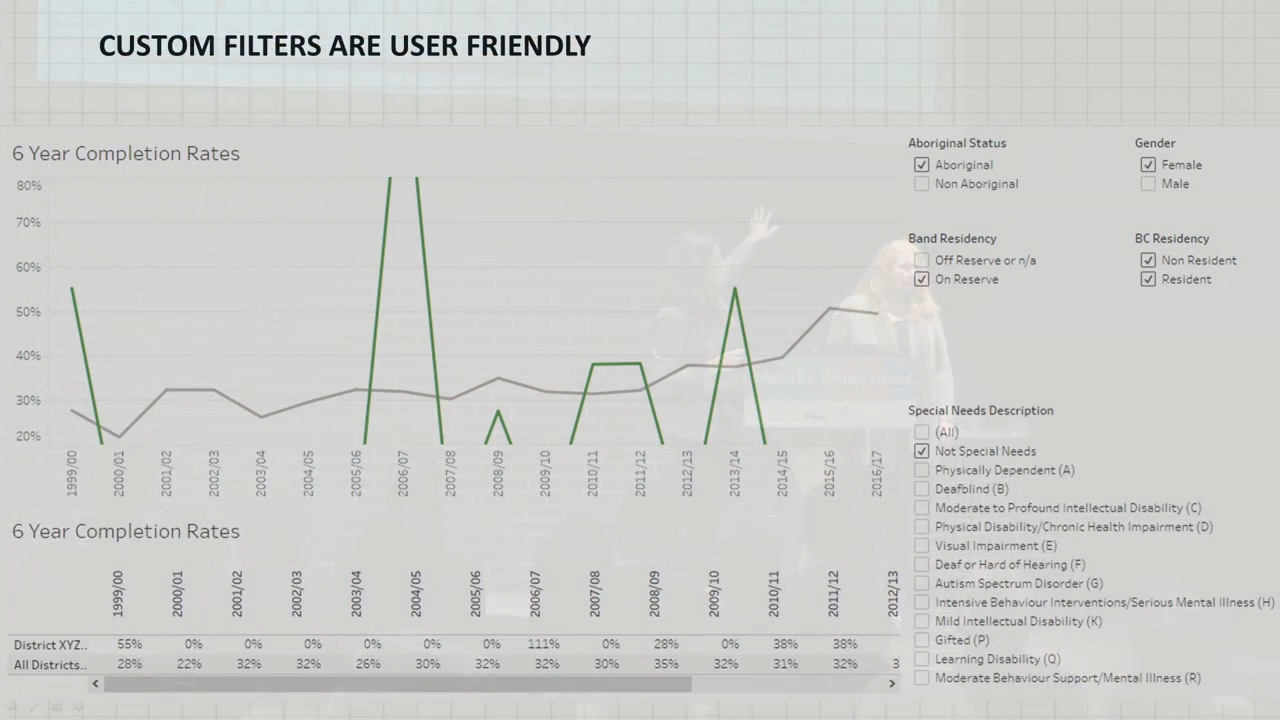 CUSTOM FILTERS ARE USER FRIENDLY
6 Year Completion Rates
80%
70%
60%
50%
40%
30%
20%
1999/00 2000/01 2001/02 2002/03 2003/04 2004/05 2005/06 2006/07 2007/08 2008/09 2009/10 2010/11 2011/12 2012/13 2013/14 2014/15 2015/16 2016/17
6 Year Completion Rates
1999/00 2000/01 2001/02 2002/03 2003/04 2004/05 2005/06 2006/07 2007/08 2008/09 2009/10 2010/11 2011/12 2012/13
District XYZ.. 55% 0% 0% 0% 0% 0% 0% 111% 0% 28% 0% 38% 38%
All Districts.. 28% 22% 32% 32% 26% 30% 32% 32% 30% 35% 32% 31% 32% 3
Aboriginal Status
Aboriginal
Non Aboriginal
Gender
Female
Male
Band Residency
Off Reserve or n/a
On Reserve
BC Residency
Non Resident
Resident
Special Needs Description
(All)
Not Special Needs
Physically Dependent (A)
Deafblind (B)
Moderate to Profound Intellectual Disability (C)
Physical Disability/Chronic Health Impairment (D)
Visual Impairment (E)
Deaf or Hard of Hearing (F)
Autism Spectrum Disorder (G)
Intensive Behaviour Interventions/Serious Mental Illness (H)
Mild Intellectual Disability (K)
Gifted (P)
Learning Disability (Q)
Moderate Behaviour Support/Mental Illness (R)